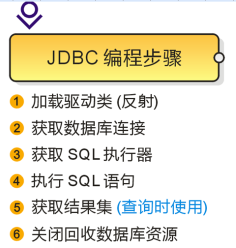 JDBC 编程步骤
1 加载驱动类 (反射)
2 获取数据库连接
3 获取 SQL 执行器
4 执行 SQL 语句
5 获取结果集 (查询时使用)
6 关闭回收数据库资源